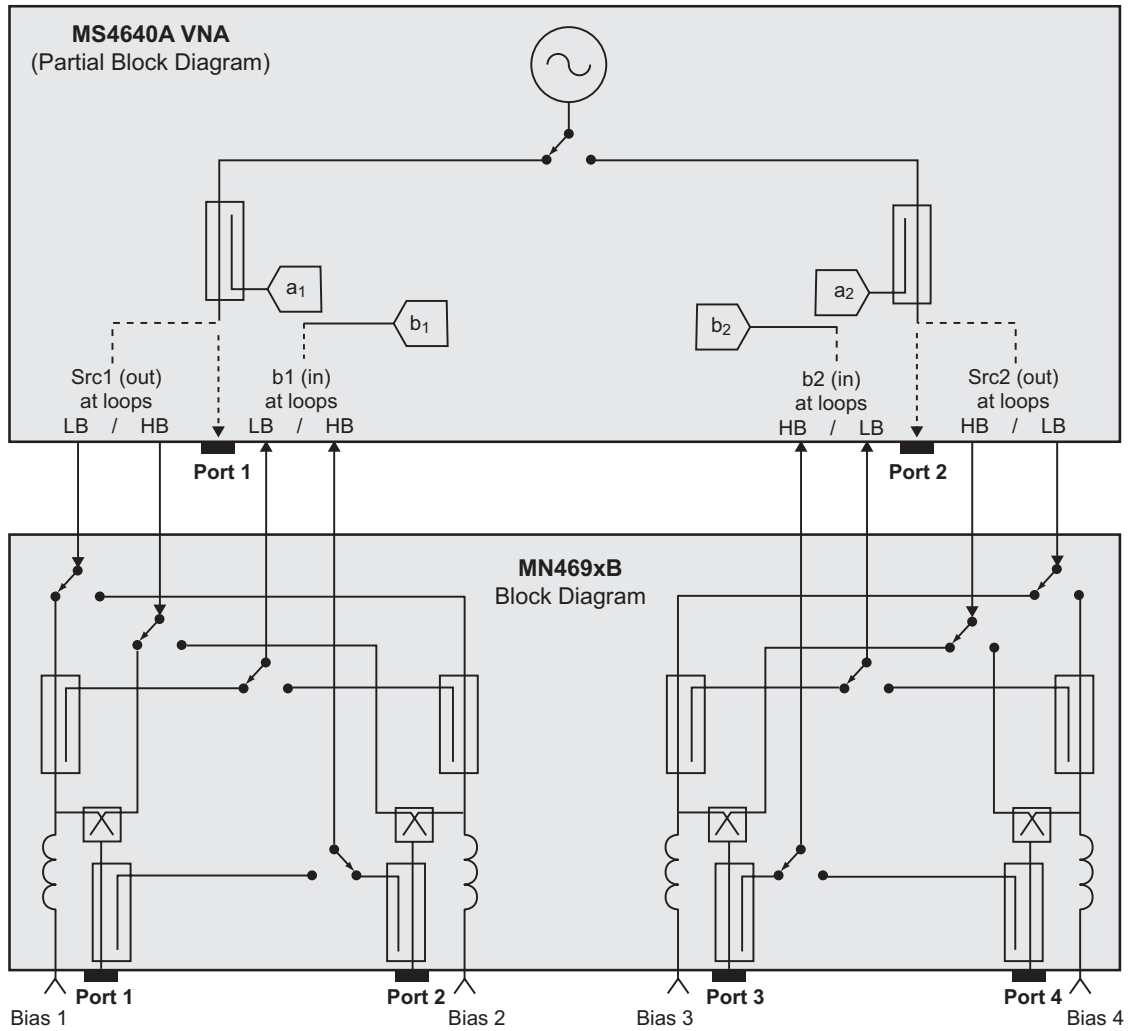 MS4640A VNA
(Partial Block Diagram)
a1
b1
a2
b2
Src1 (out)
at loops
LB / HB
b1 (in)
at loops
LB / HB
b2 (in)
at loops
HB / LB
Src2 (out)
at loops
HB / LB
Port 1
Port 2
MN469xB
Block Diagram
Port 1
Port 2
Port 3
Port 4
Bias 1
Bias 2
Bias 3
Bias 4